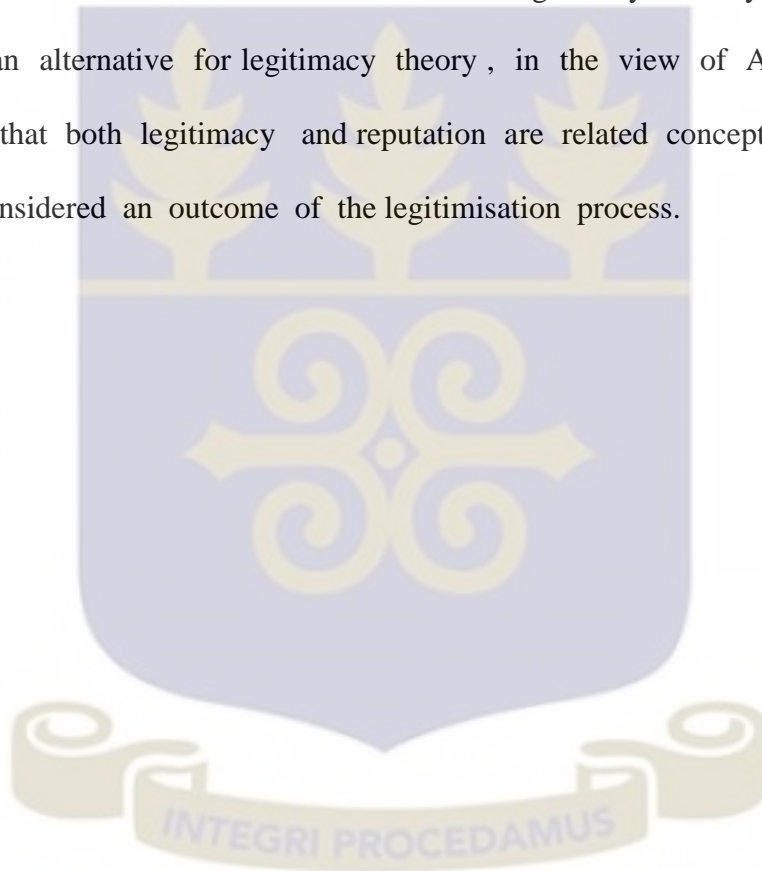 an alternative for legitimacy theory , in the view of A
that both legitimacy and reputation are related concept
nsidered an outcome of the legitimisation process.
INTEGRI PROCEDAMUS